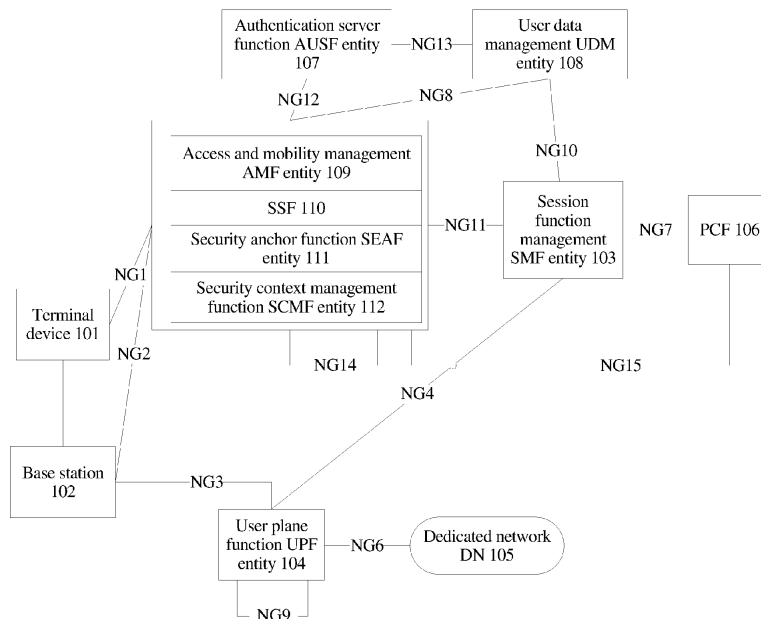 Authentication server
function AUSF entity
107
NG13
User data
management UDM
entity 108
NG12
NG8
NG10
Access and mobility management
AMF entity 109
SSF 110
Security anchor function SEAF
entity 111
Security context management
function SCMF entity 112
NG11
Session
function
management
SMF entity 103
NG7
PCF 106
NG1
Terminal
device 101
NG2
NG14
NG15
NG4
Base station
102
NG3
User plane
function UPF
entity 104
NG6
Dedicated network
DN 105
NG9